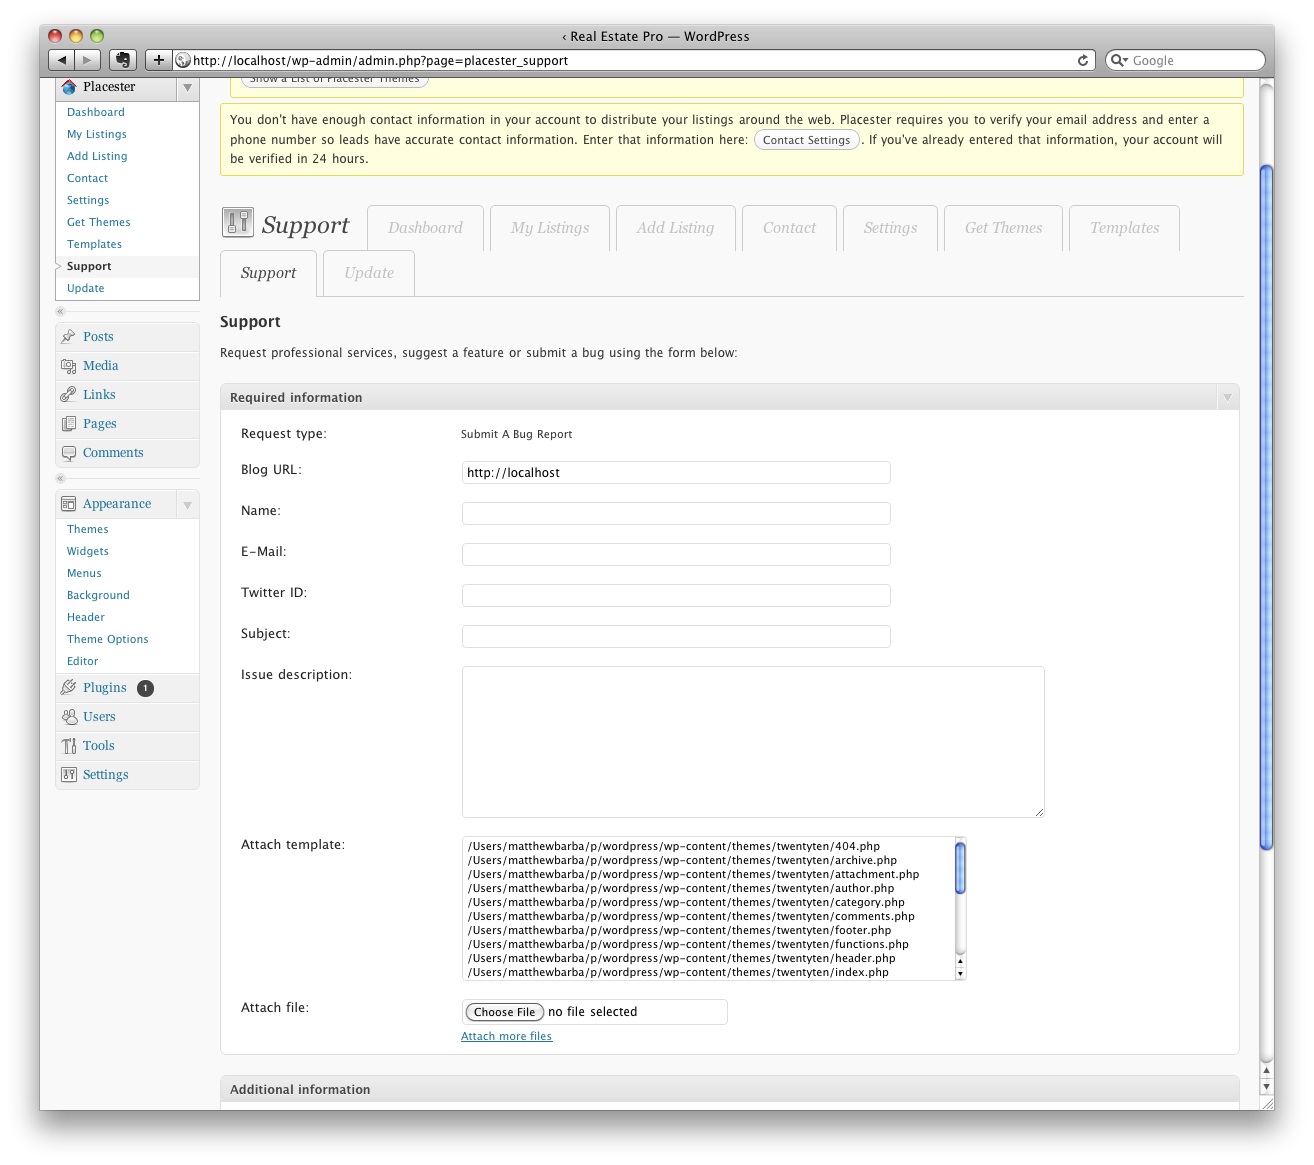 ‹ Real Estate Pro — WordPress
http://localhost/wp-admin/admin.php?page=placester_support
Google
Placester
Dashboard
My Listings
Add Listing
Contact
Settings
Get Themes
Templates
Support
Update
Posts
Media
Links
Pages
Comments
Appearance
Themes
Widgets
Menus
Background
Header
Theme Options
Editor
Plugins 1
Users
Tools
Settings
Show a List of Placester Themes
You don't have enough contact information in your account to distribute your listings around the web. Placester requires you to verify your email address and enter a
phone number so leads have accurate contact information. Enter that information here: Contact Settings . If you've already entered that information, your account will
be verified in 24 hours.
Support Dashboard My Listings Add Listing Contact Settings Get Themes Templates
Support Update
Support
Request professional services, suggest a feature or submit a bug using the form below:
Required information
Request type: Submit A Bug Report
Blog URL: http://localhost
Name:
E-Mail:
Twitter ID:
Subject:
Issue description:
Attach template:
/Users/matthewbarba/p/wordpress/wp-content/themes/twentyten/404.php
/Users/matthewbarba/p/wordpress/wp-content/themes/twentyten/archive.php
/Users/matthewbarba/p/wordpress/wp-content/themes/twentyten/attachment.php
/Users/matthewbarba/p/wordpress/wp-content/themes/twentyten/author.php
/Users/matthewbarba/p/wordpress/wp-content/themes/twentyten/category.php
/Users/matthewbarba/p/wordpress/wp-content/themes/twentyten/comments.php
/Users/matthewbarba/p/wordpress/wp-content/themes/twentyten/footer.php
/Users/matthewbarba/p/wordpress/wp-content/themes/twentyten/functions.php
/Users/matthewbarba/p/wordpress/wp-content/themes/twentyten/header.php
/Users/matthewbarba/p/wordpress/wp-content/themes/twentyten/index.php
Attach file: Choose File no file selected
Attach more files
Additional information